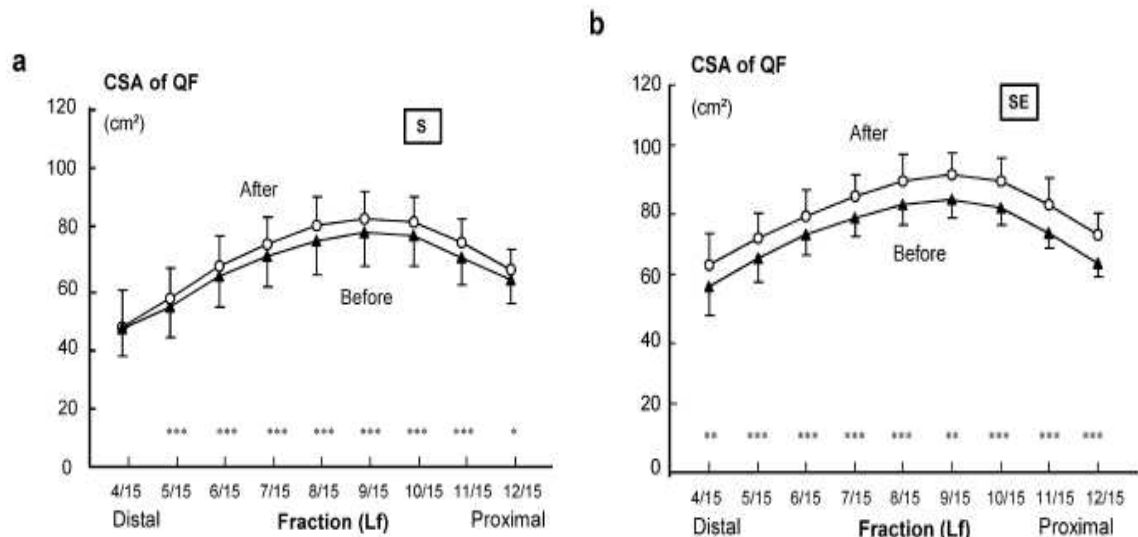 a
CSA of QF
(cm²)
S
120
100
80
60
40
20
0
After
Before
*** *** *** *** *** *** *** *
4/15 5/15 6/15 7/15 8/15 9/15 10/15 11/15 12/15
Distal Fraction (Lf) Proximal
b
CSA of QF
(cm²)
SE
120
100
80
60
40
20
0
After
Before
** *** *** *** *** ** *** *** ***
4/15 5/15 6/15 7/15 8/15 9/15 10/15 11/15 12/15
Distal Fraction (Lf) Proximal